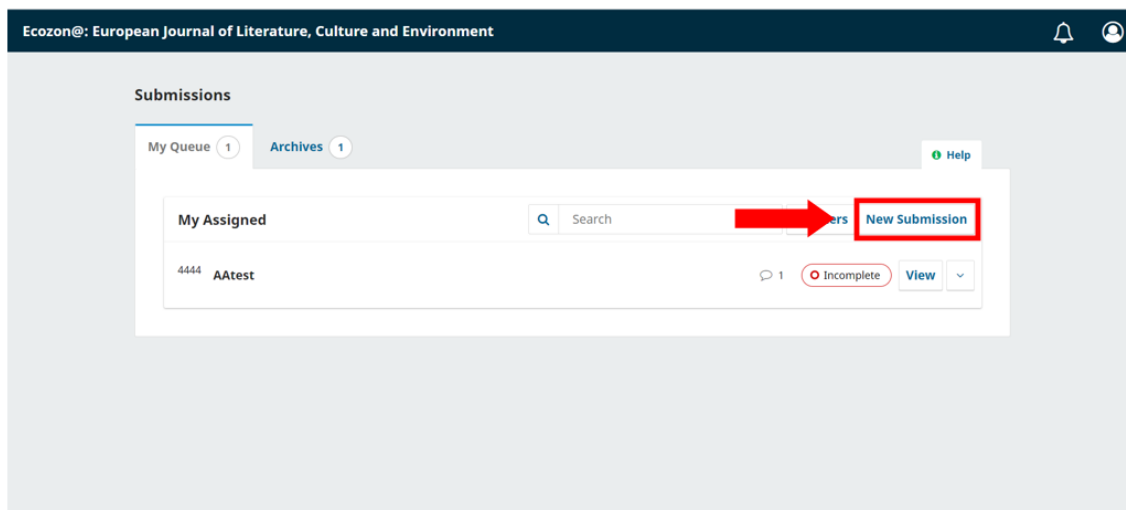 Ecozon@: European Journal of Literature, Culture and Environment
Submissions
My Queue 1 Archives 1
Help
My Assigned Search New Submission
4444 AAtest 1 Incomplete View